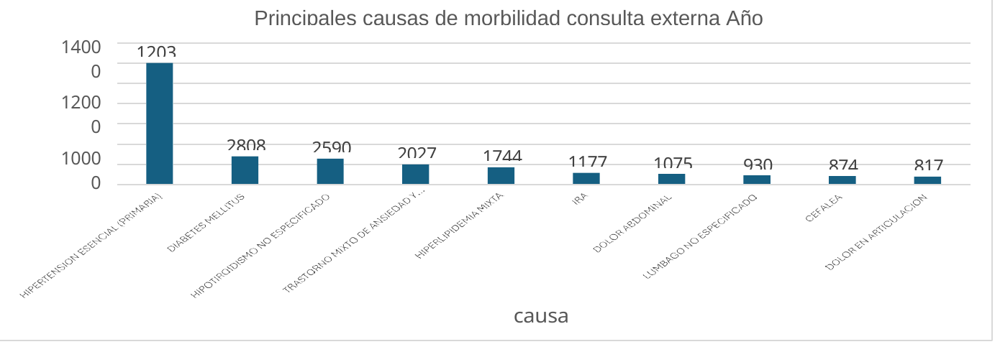 Principales causas de morbilidad consulta externa Año
1400
0
1200
0
1000
0
1203
2808
2590
2027
1744
1177
1075
930
874
817
HIPERTENSION ESENCIAL (PRIMARIA)
DIABETES MELLITUS
HIPOTIROIDISMO NO ESPECIFICADO
TRASTORNO MIXTO DE ANSIEDAD Y...
HIPERLIPIDEMIA MIXTA
IRA
DOLOR ABDOMINAL
LUMBAGO NO ESPECIFICADO
CEFALEA
DOLOR EN ARTICULACION
causa